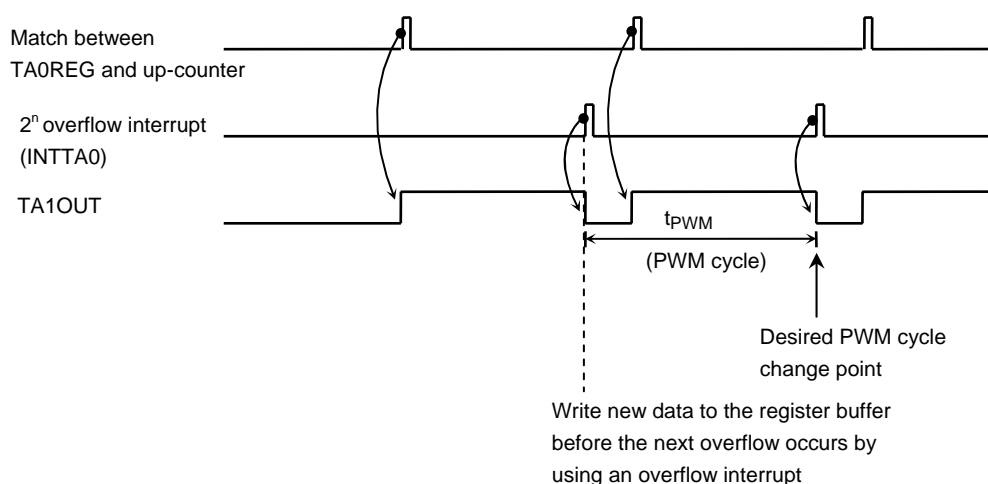 Match between
TA0REG and up-counter
2ⁿ overflow interrupt
(INTTA0)
TA1OUT
tPWM
(PWM cycle)
Desired PWM cycle
change point
Write new data to the register buffer
before the next overflow occurs by
using an overflow interrupt